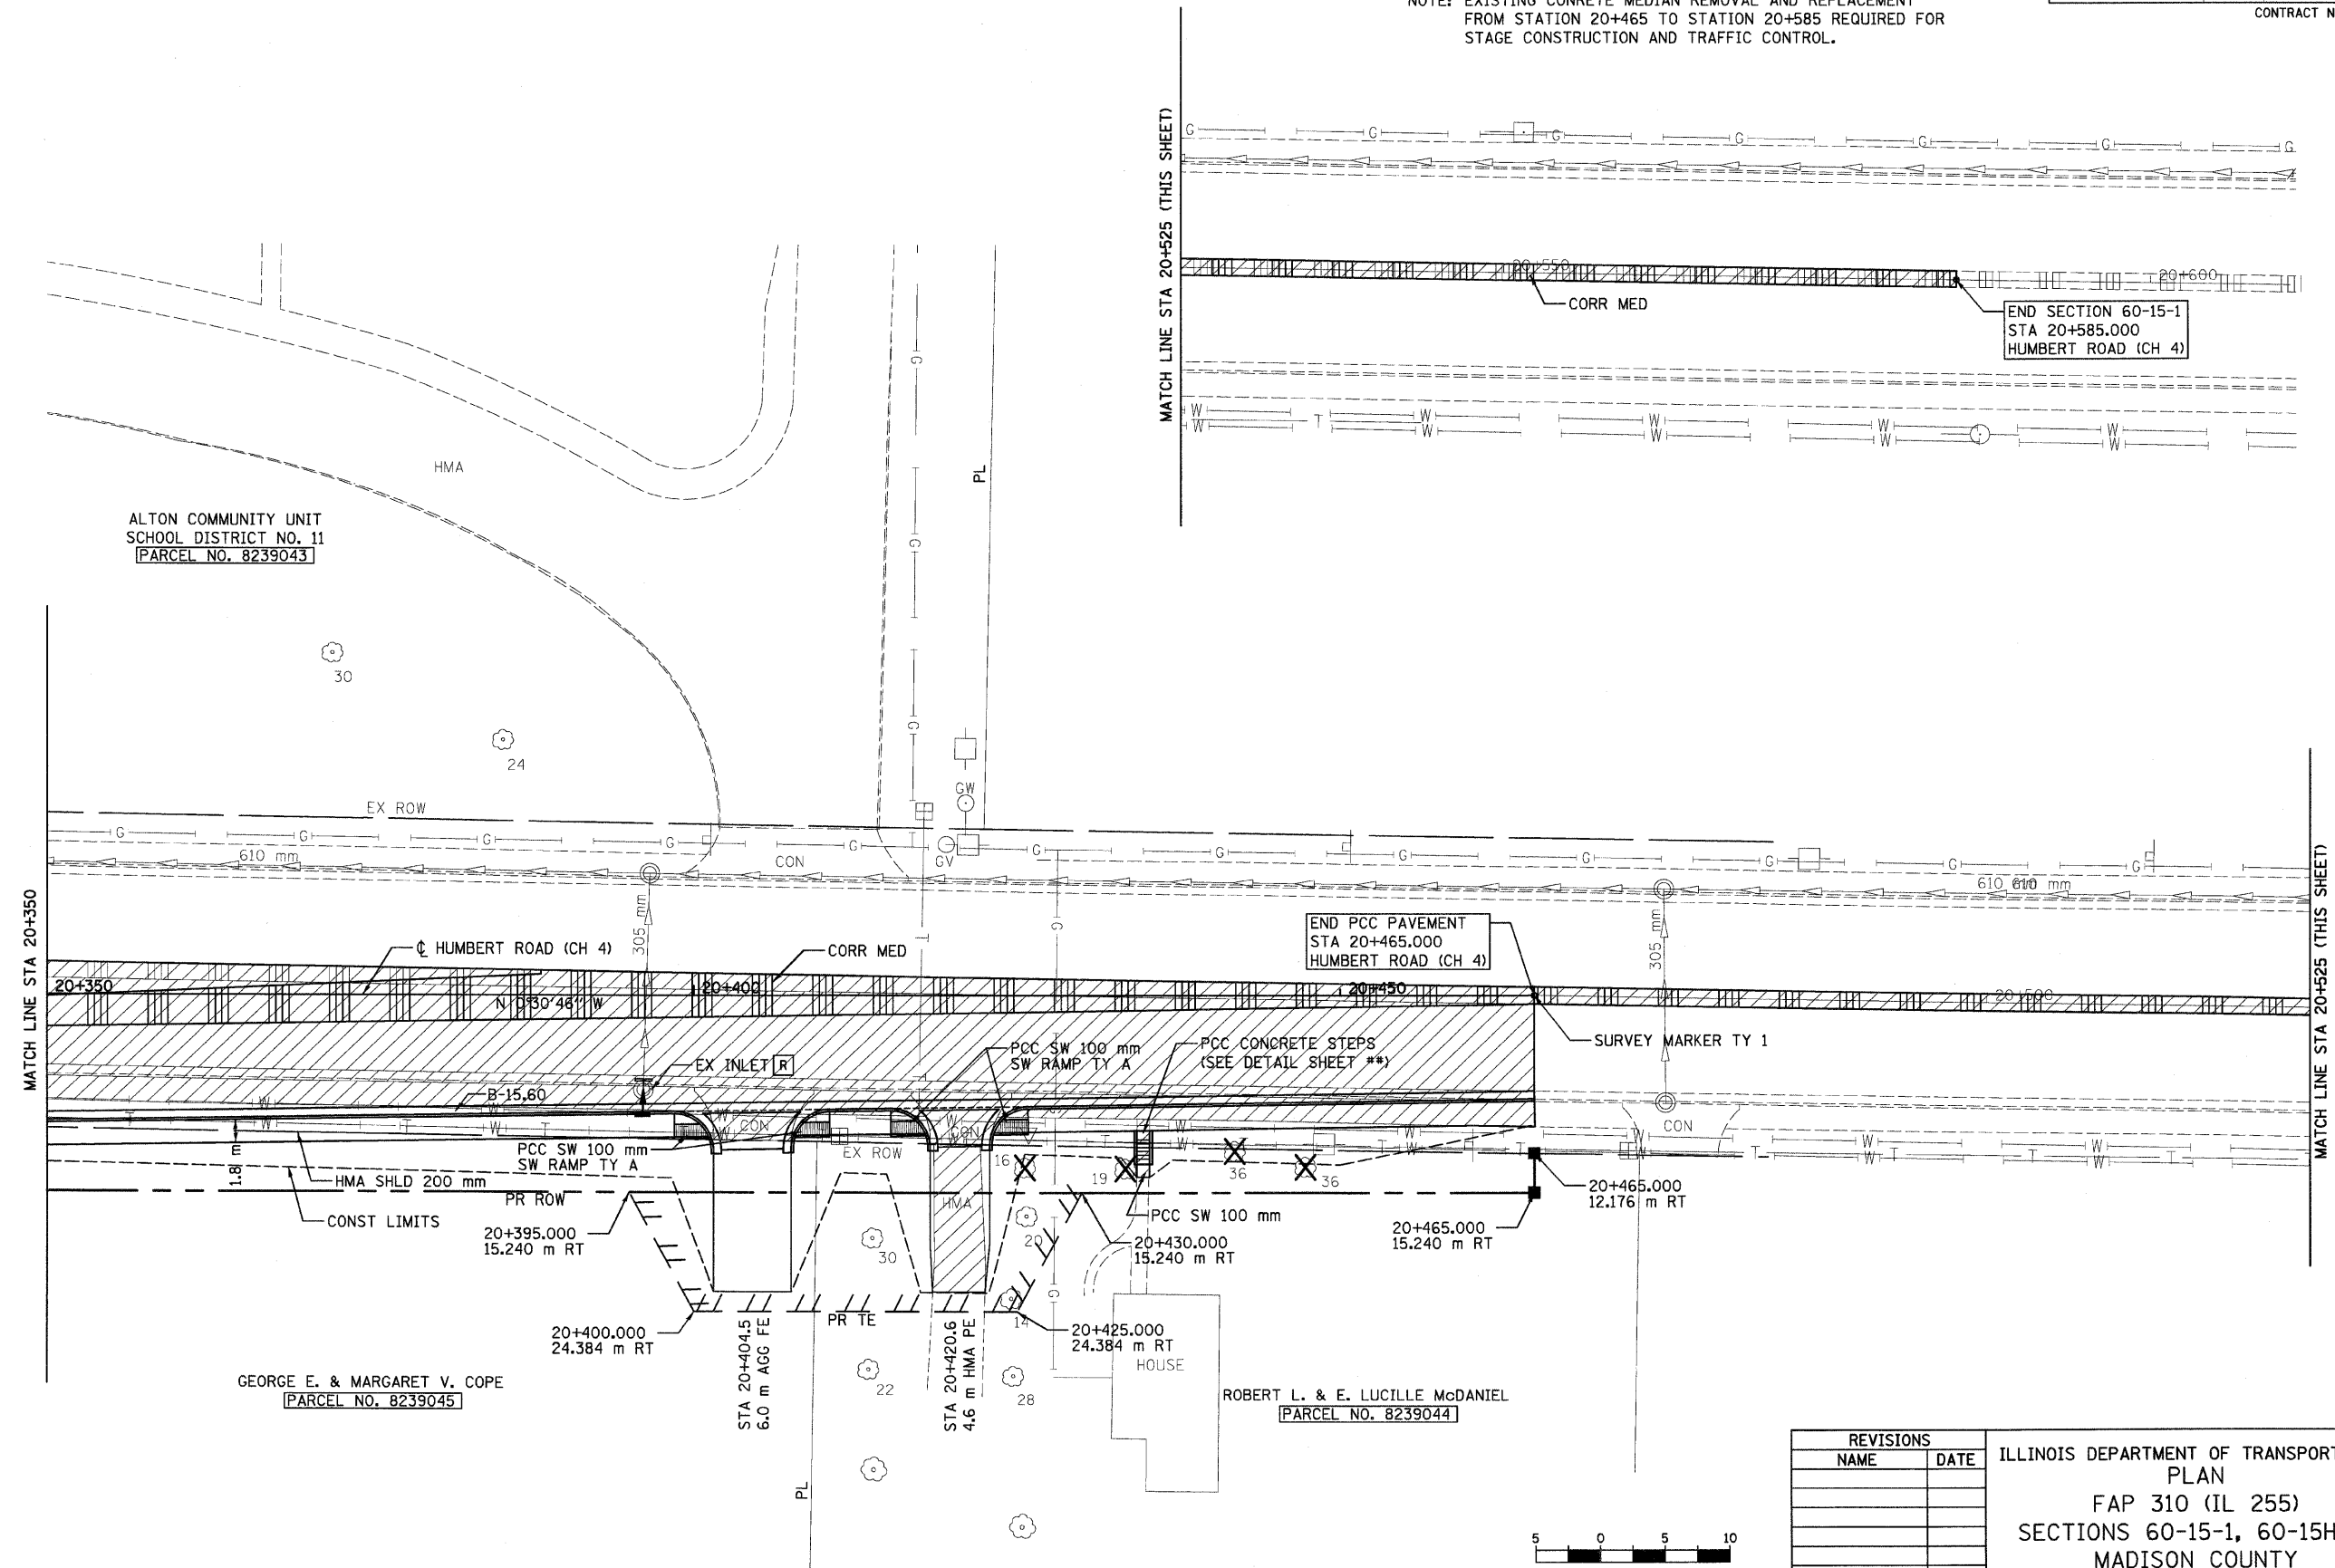 NOTE: EXISTING CONRETE MEDIAN REMOVAL AND REPLACEMENT
FROM STATION 20+465 TO STATION 20+585 REQUIRED FOR
STAGE CONSTRUCTION AND TRAFFIC CONTROL.
CONTRACT N
MATCH LINE STA 20+525 (THIS SHEET)
G G G G G G G
20+550
20+600
CORR MED
END SECTION 60-15-1
STA 20+585.000
HUMBERT ROAD (CH 4)
W T W W W W
W W W W W
HMA
PL
G
G
G
ALTON COMMUNITY UNIT
SCHOOL DISTRICT NO. 11
PARCEL NO. 8239043
30
24
GW
EX ROW
G G G G G G G G G G G G
610 mm
CON
GV
610 mm
MATCH LINE STA 20+350
305 mm
T
G
305 mm
MATCH LINE STA 20+525 (THIS SHEET)
℄ HUMBERT ROAD (CH 4)
CORR MED
END PCC PAVEMENT
STA 20+465.000
HUMBERT ROAD (CH 4)
20+350
20+400
20+450
20+500
N 0°30'46" W
SURVEY MARKER TY 1
EX INLET R
PCC SW 100 mm
SW RAMP TY A
PCC CONCRETE STEPS
(SEE DETAIL SHEET ##)
B-15.60
CON
CON
CON
1.8 m
PCC SW 100 mm
SW RAMP TY A
EX ROW
16
19
36
36
HMA SHLD 200 mm
PR ROW
HMA
CONST LIMITS
20+395.000
15.240 m RT
30
20
PCC SW 100 mm
20+430.000
15.240 m RT
20+465.000
15.240 m RT
20+465.000
12.176 m RT
G
PR TE
14
20+400.000
24.384 m RT
20+425.000
24.384 m RT
STA 20+404.5
6.0 m AGG FE
STA 20+420.6
4.6 m HMA PE
HOUSE
22
28
GEORGE E. & MARGARET V. COPE
PARCEL NO. 8239045
ROBERT L. & E. LUCILLE McDANIEL
PARCEL NO. 8239044
PL
5 0 5 10
REVISIONS
NAME DATE
ILLINOIS DEPARTMENT OF TRANSPORT
PLAN
FAP 310 (IL 255)
SECTIONS 60-15-1, 60-15H
MADISON COUNTY